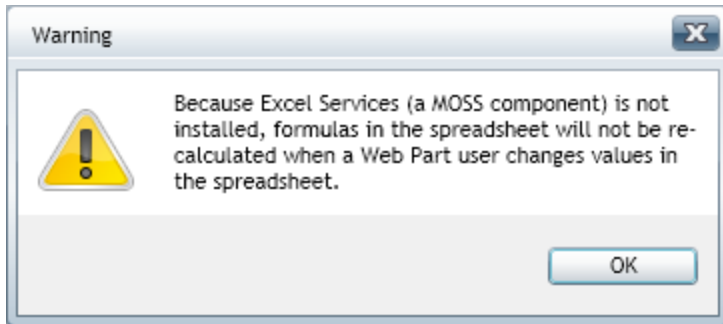 Warning
Because Excel Services (a MOSS component) is not
installed, formulas in the spreadsheet will not be re-
calculated when a Web Part user changes values in
the spreadsheet.
OK